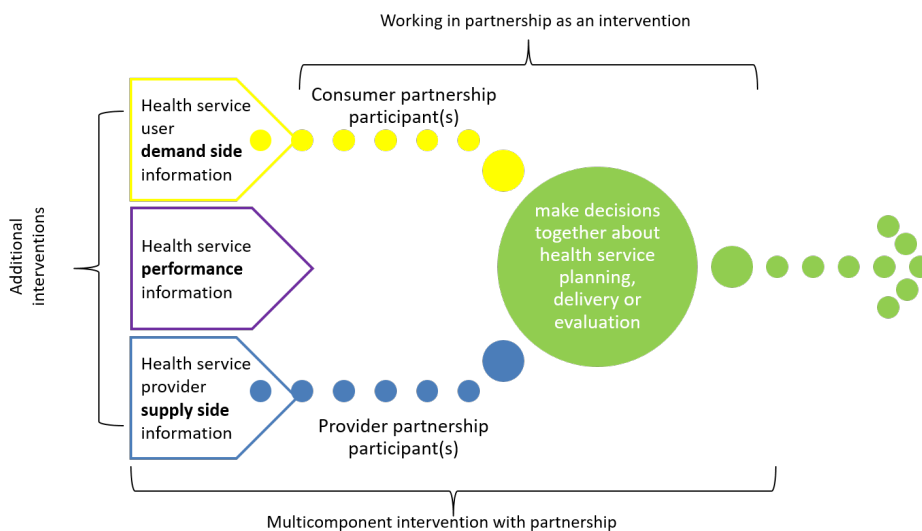 Working in partnership as an intervention
Consumer partnership
participant(s)
Health service
user
demand side
information
Additional
interventions
Health service
performance
information
make decisions
together about
health service
planning,
delivery or
evaluation
Health service
provider
supply side
information
Provider partnership
participant(s)
Multicomponent intervention with partnership